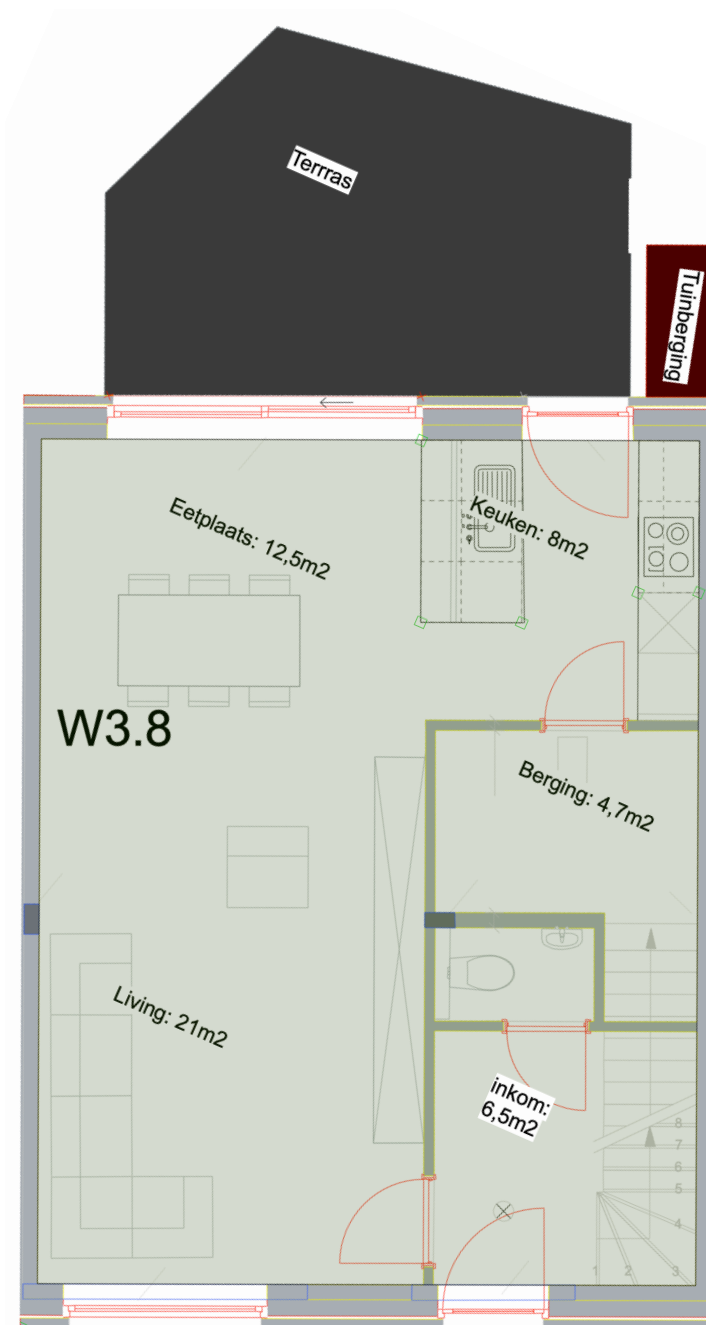 Terrras
Tuinberging
Eetplaats: 12,5m2
Keuken: 8m2
W3.8
Berging: 4,7m2
Living: 21m2
inkom:
6,5m2
8
7
6
5
4
1 2 3